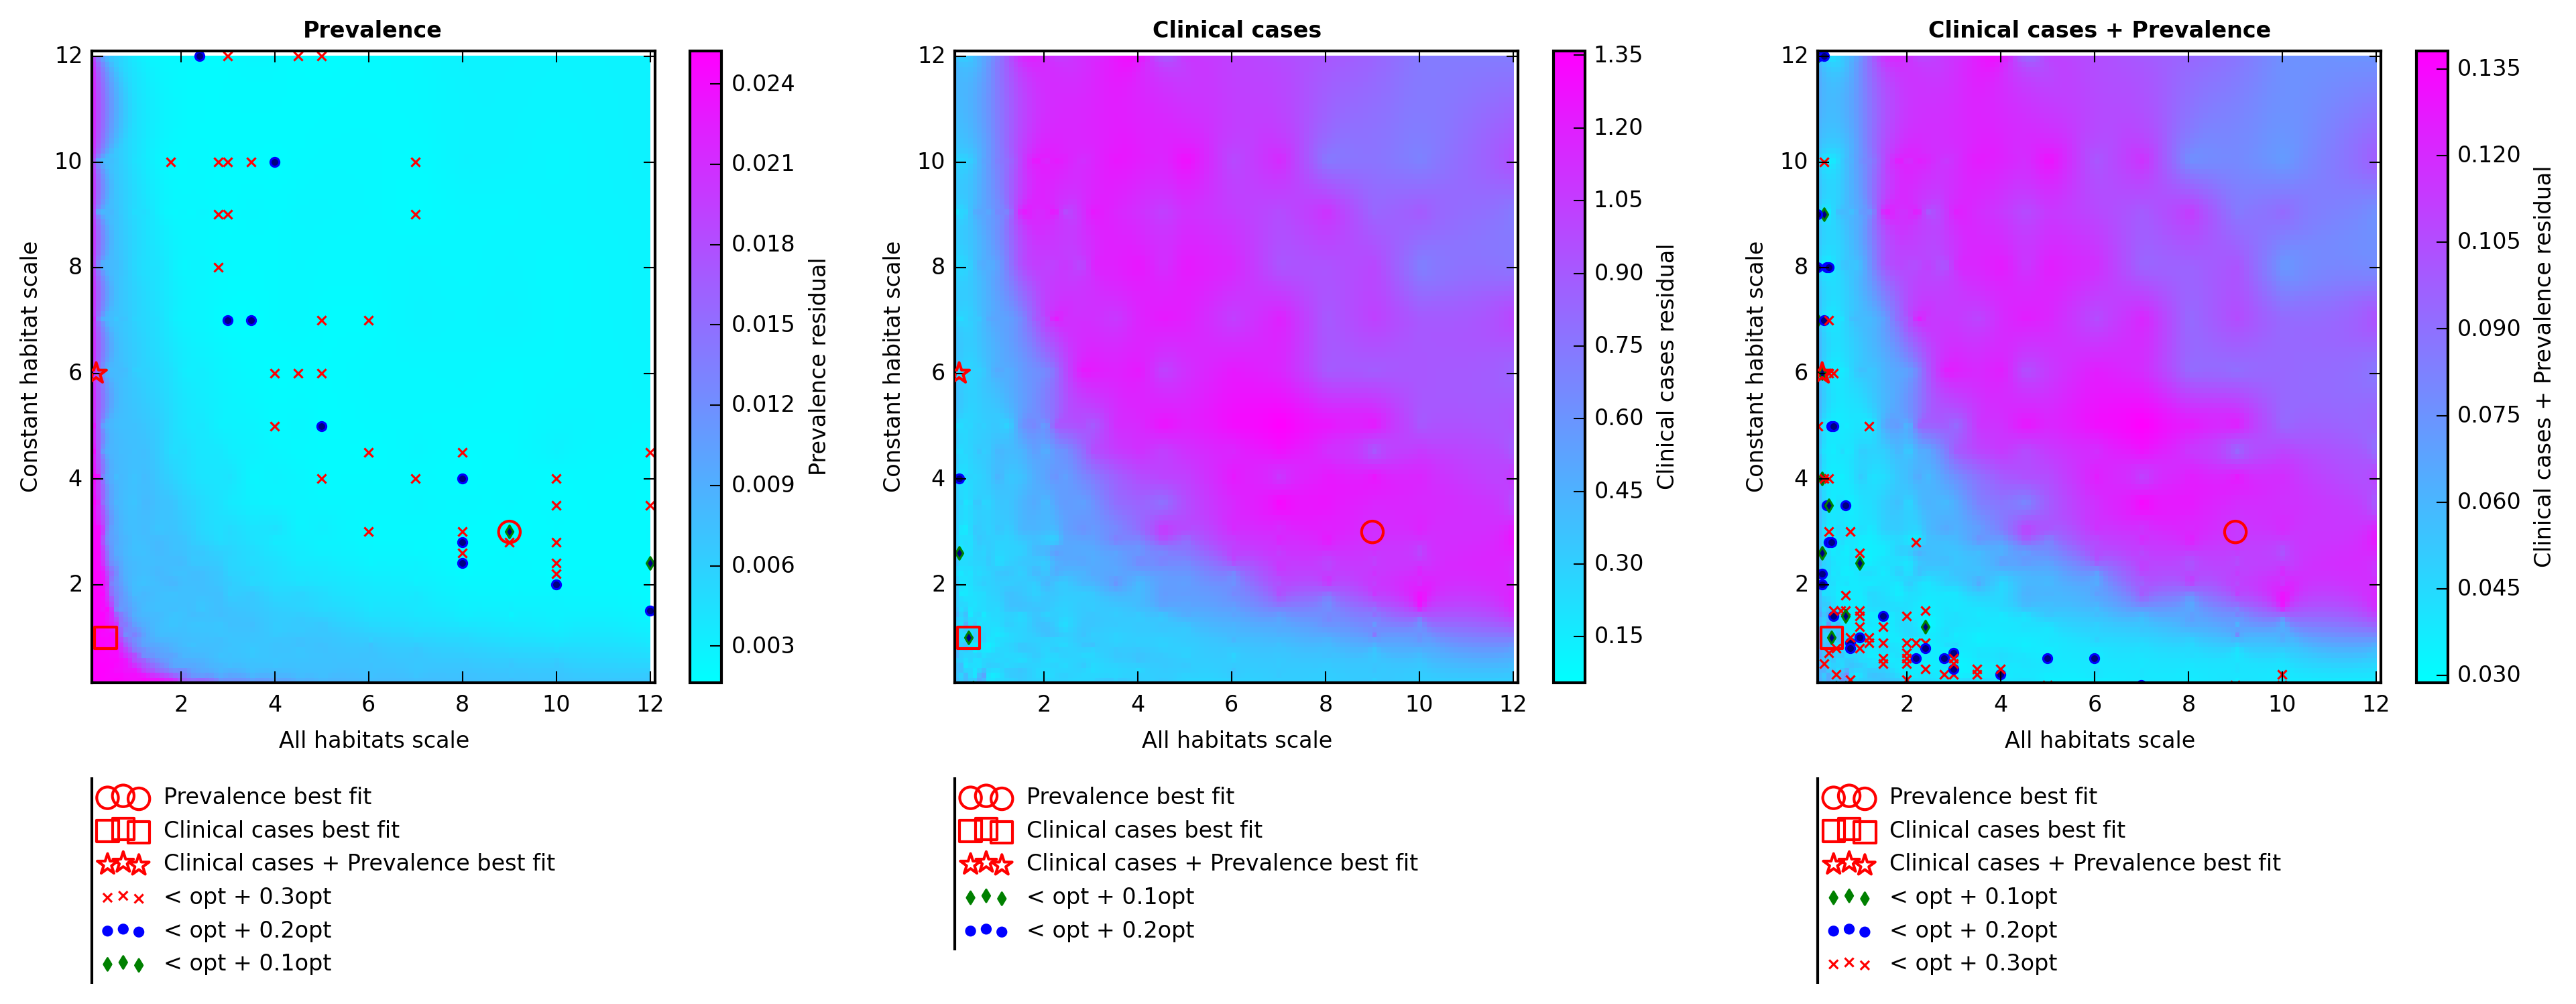 Prevalence
12
10
8
6
4
2
2 4 6 8 10 12
Constant habitat scale
All habitats scale
0.024
0.021
0.018
0.015
0.012
0.009
0.006
0.003
Prevalence residual
Prevalence best fit
Clinical cases best fit
Clinical cases + Prevalence best fit
< opt + 0.3opt
< opt + 0.2opt
< opt + 0.1opt
Clinical cases
12
10
8
6
4
2
2 4 6 8 10 12
Constant habitat scale
All habitats scale
1.35
1.20
1.05
0.90
0.75
0.60
0.45
0.30
0.15
Clinical cases residual
Prevalence best fit
Clinical cases best fit
Clinical cases + Prevalence best fit
< opt + 0.1opt
< opt + 0.2opt
Clinical cases + Prevalence
12
10
8
6
4
2
2 4 6 8 10 12
Constant habitat scale
All habitats scale
0.135
0.120
0.105
0.090
0.075
0.060
0.045
0.030
Clinical cases + Prevalence residual
Prevalence best fit
Clinical cases best fit
Clinical cases + Prevalence best fit
< opt + 0.1opt
< opt + 0.2opt
< opt + 0.3opt